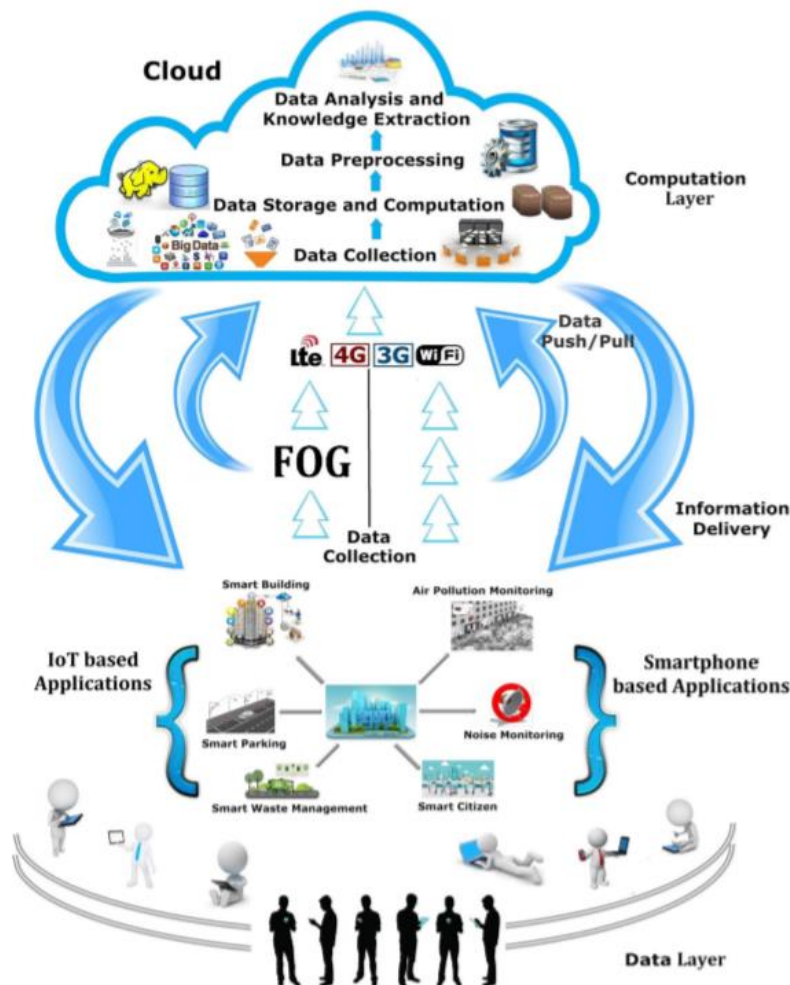 Cloud
Data Analysis and
Knowledge Extraction
Data Preprocessing
Data Storage and Computation
Big Data
Data Collection
Computation
Layer
Data
Push/Pull
Lte 4G 3G WiFi
FOG
Data
Collection
Information
Delivery
Smart Building
Air Pollution Monitoring
IoT based
Applications
Smartphone
based Applications
Smart Parking
Noise Monitoring
Smart Waste Management
Smart Citizen
Data Layer